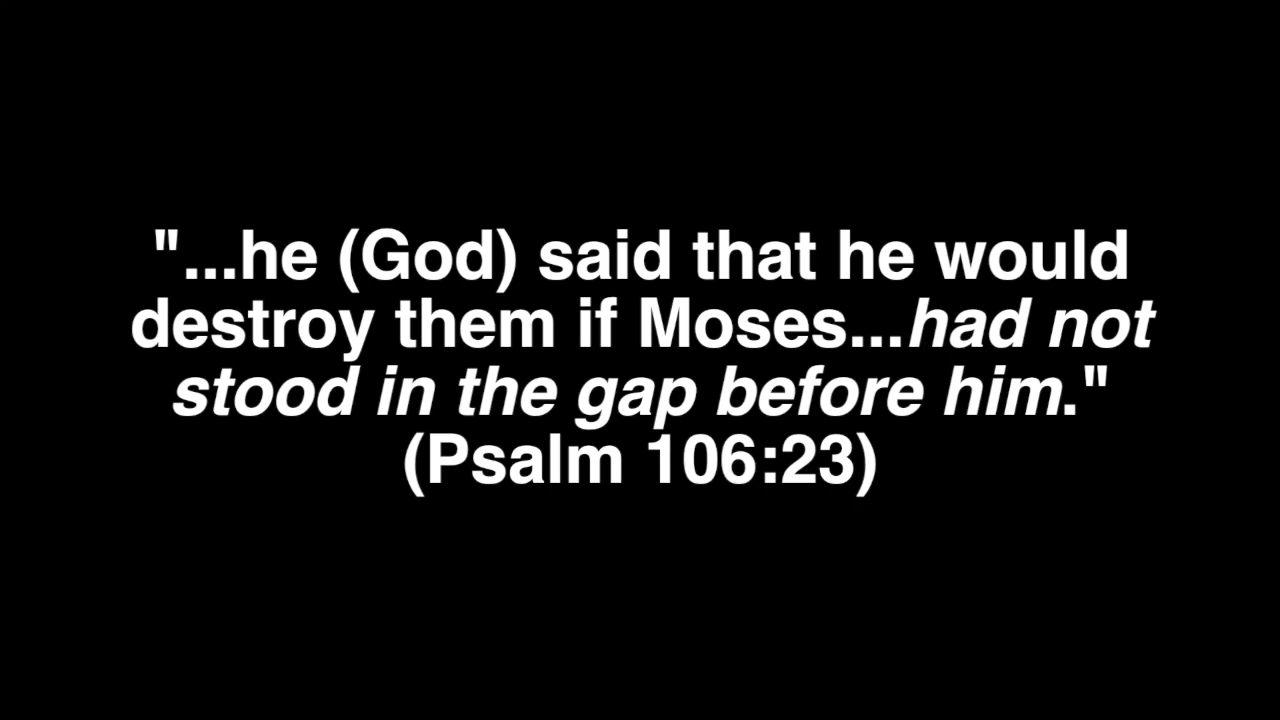 "...he (God) said that he would
destroy them if Moses...had not
stood in the gap before him."
(Psalm 106:23)